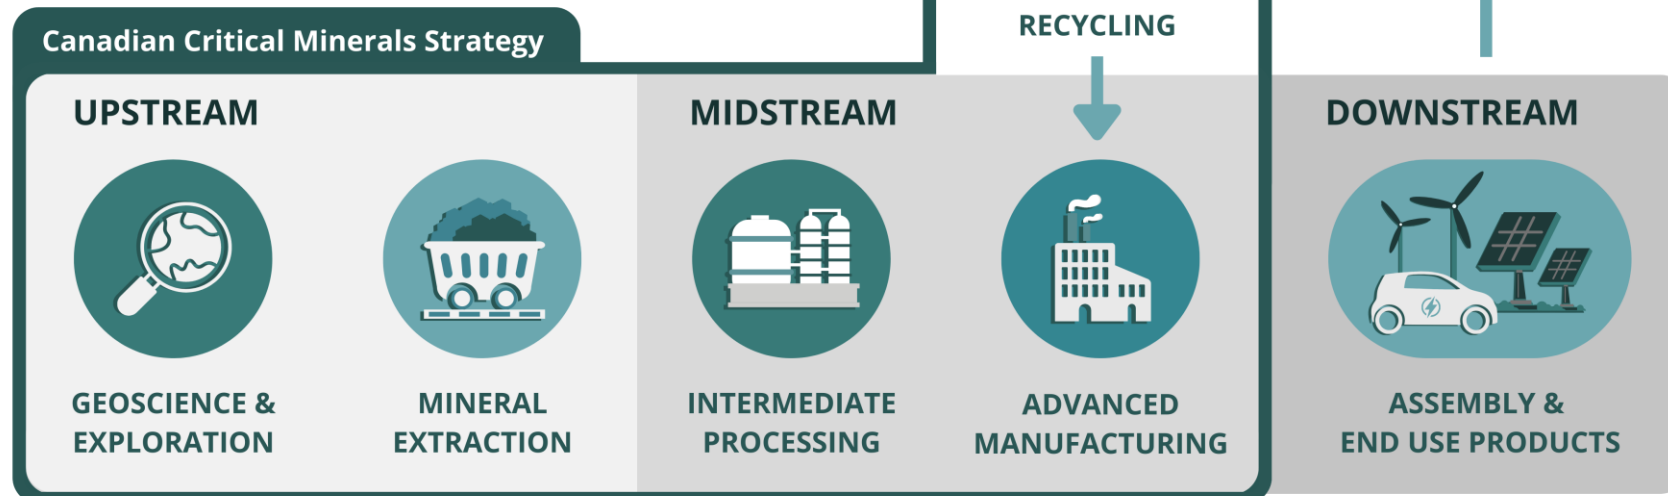 RECYCLING
Canadian Critical Minerals Strategy
UPSTREAM
MIDSTREAM
DOWNSTREAM
GEOSCIENCE &
EXPLORATION
MINERAL
EXTRACTION
INTERMEDIATE
PROCESSING
ADVANCED
MANUFACTURING
ASSEMBLY &
END USE PRODUCTS